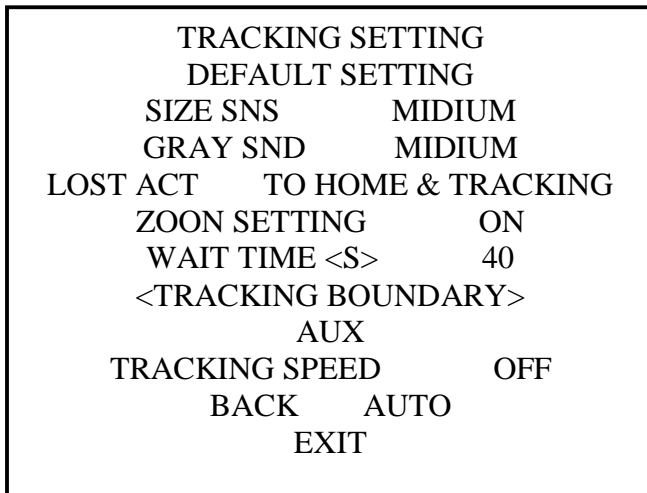 TRACKING SETTING
DEFAULT SETTING
SIZE SNS MIDIUM
GRAY SND MIDIUM
LOST ACT TO HOME & TRACKING
ZOON SETTING ON
WAIT TIME <S> 40
<TRACKING BOUNDARY>
AUX
TRACKING SPEED OFF
BACK AUTO
EXIT